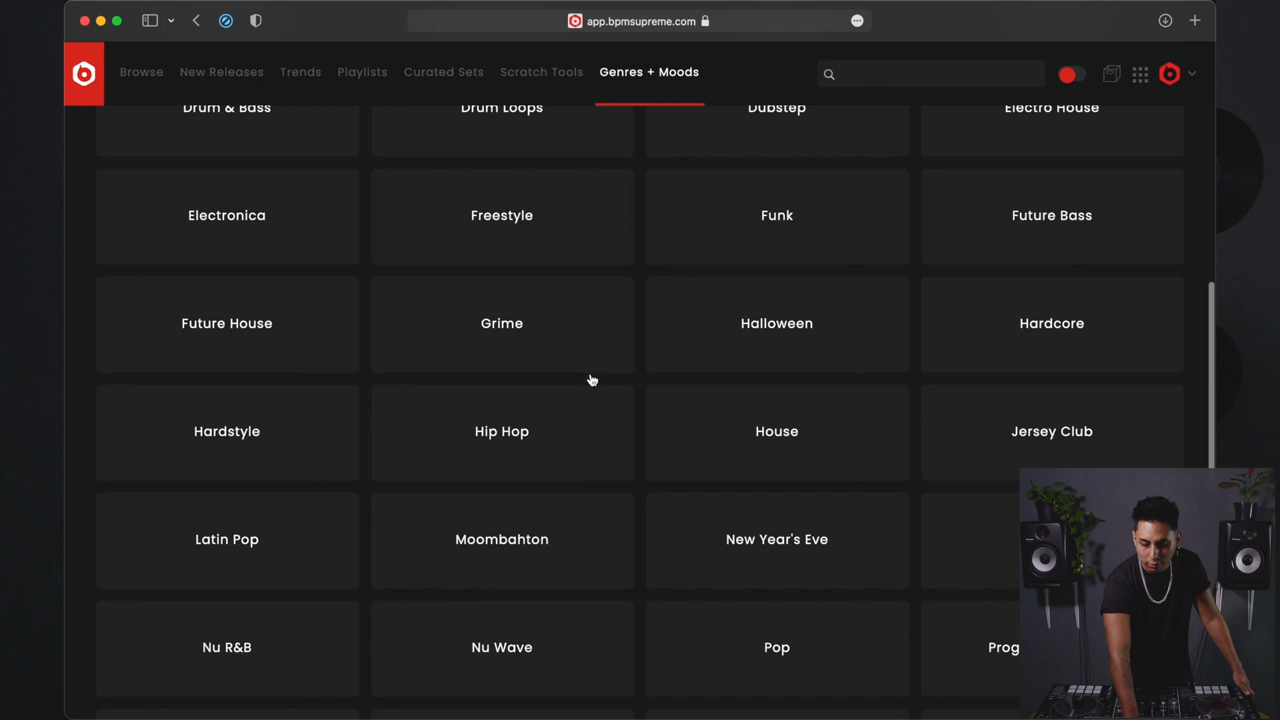 app.bpmsupreme.com
Browse New Releases Trends Playlists Curated Sets Scratch Tools Genres + Moods
Drum & Bass Drum Loops Dubstep Electro House
Electronica Freestyle Funk Future Bass
Future House Grime Halloween Hardcore
Hardstyle Hip Hop House Jersey Club
Latin Pop Moombahton New Year's Eve
Nu R&B Nu Wave Pop Prog